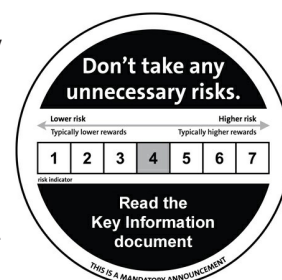 Don't take any
unnecessary risks.
Lower risk Higher risk
Typically lower rewards Typically higher rewards
1 2 3 4 5 6 7
risk indicator
Read the
Key Information
document
THIS IS A MANDATORY ANNOUNCEMENT